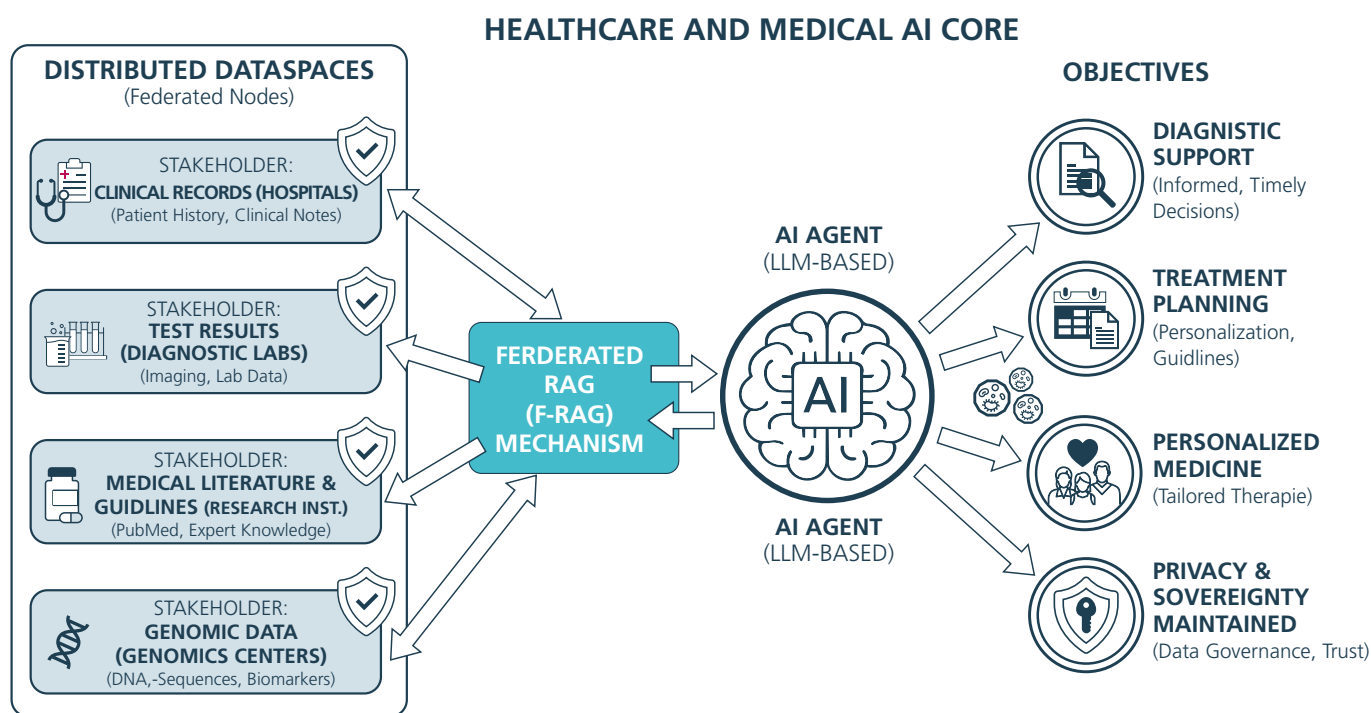 HEALTHCARE AND MEDICAL AI CORE
DISTRIBUTED DATASPACES
(Federated Nodes)
STAKEHOLDER:
CLINICAL RECORDS (HOSPITALS)
(Patient History, Clinical Notes)
STAKEHOLDER:
TEST RESULTS
(DIAGNOSTIC LABS)
(Imaging, Lab Data)
STAKEHOLDER:
MEDICAL LITERATURE &
GUIDLINES (RESEARCH INST.)
(PubMed, Expert Knowledge)
STAKEHOLDER:
GENOMIC DATA
(GENOMICS CENTERS)
(DNA,-Sequences, Biomarkers)
FERDERATED
RAG
(F-RAG)
MECHANISM
AI AGENT
(LLM-BASED)
AI
AI AGENT
(LLM-BASED)
OBJECTIVES
DIAGNOSTIC
SUPPORT
(Informed, Timely
Decisions)
TREATMENT
PLANNING
(Personalization,
Guidlines)
PERSONALIZED
MEDICINE
(Tailored Therapie)
PRIVACY &
SOVEREIGNTY
MAINTAINED
(Data Governance, Trust)